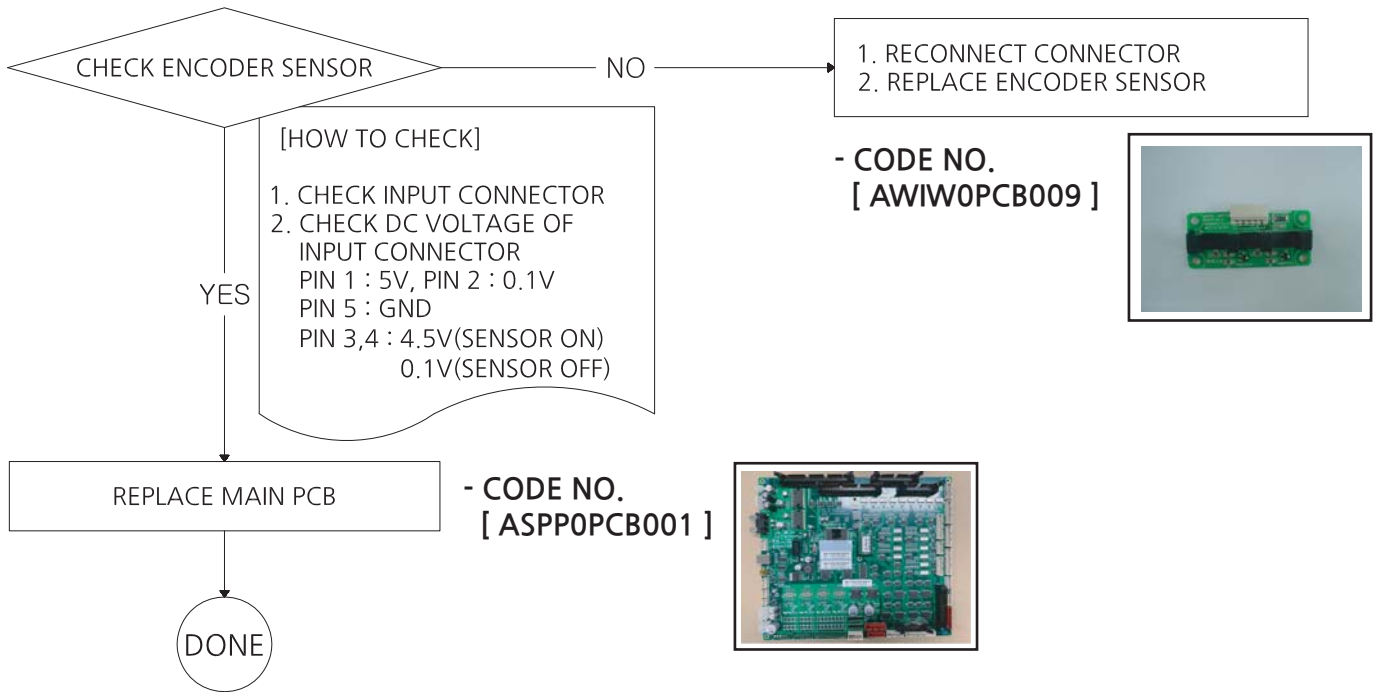 CHECK ENCODER SENSOR
NO
1. RECONNECT CONNECTOR
2. REPLACE ENCODER SENSOR
[HOW TO CHECK]
1. CHECK INPUT CONNECTOR
2. CHECK DC VOLTAGE OF
INPUT CONNECTOR
PIN 1 : 5V, PIN 2 : 0.1V
PIN 5 : GND
PIN 3,4 : 4.5V(SENSOR ON)
0.1V(SENSOR OFF)
- CODE NO.
[ AWIW0PCB009 ]
YES
REPLACE MAIN PCB
- CODE NO.
[ ASPP0PCB001 ]
DONE